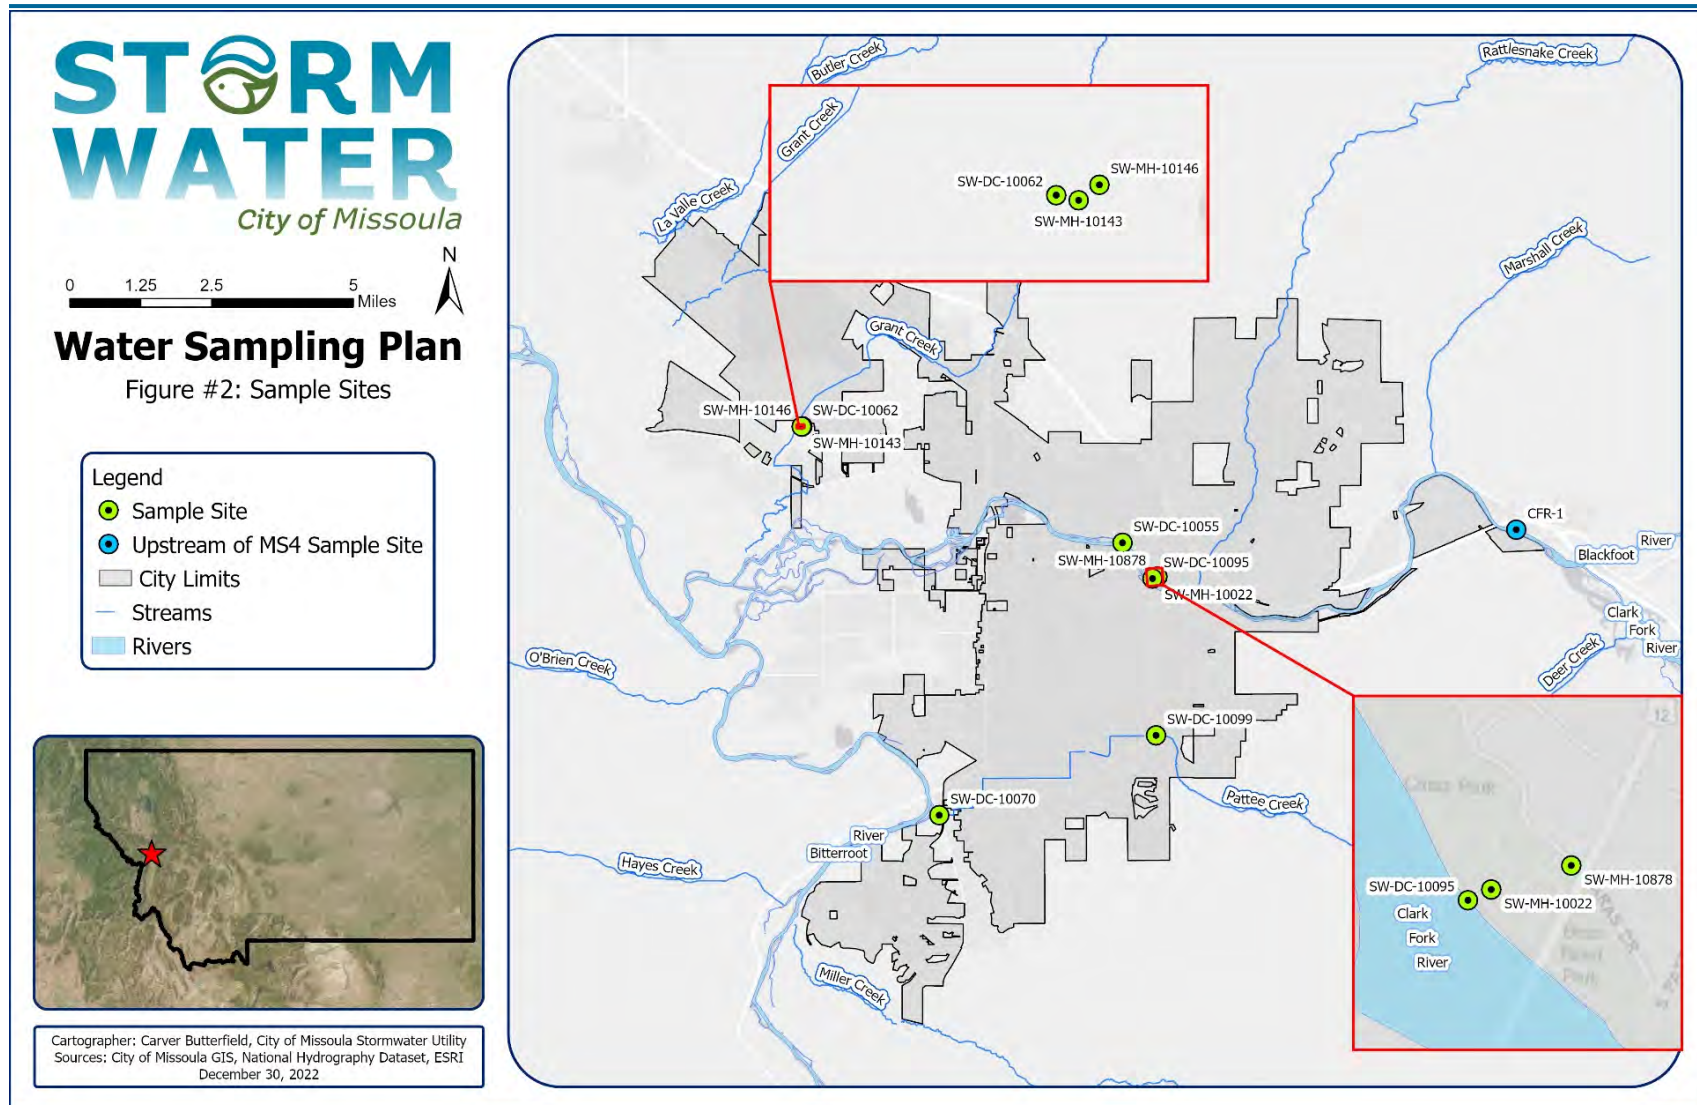 STORM
WATER
City of Missoula
N
0 1.25 2.5 5
Miles
Water Sampling Plan
Figure #2: Sample Sites
Legend
Sample Site
Upstream of MS4 Sample Site
City Limits
Streams
Rivers
Cartographer: Carver Butterfield, City of Missoula Stormwater Utility
Sources: City of Missoula GIS, National Hydrography Dataset, ESRI
December 30, 2022
Butler Creek
Rattlesnake Creek
Grant Creek
La Valle Creek
SW-MH-10146
SW-DC-10062
SW-MH-10143
Marshall Creek
Grant Creek
SW-MH-10146
SW-DC-10062
SW-MH-10143
SW-DC-10055
CFR-1
SW-MH-10878
SW-DC-10095
SW-MH-10022
Blackfoot
River
Clark
Fork
River
O'Brien Creek
Deer Creek
SW-DC-10099
SW-DC-10070
Pattee Creek
River
Bitterroot
Hayes Creek
Miller Creek
12
SW-MH-10878
SW-DC-10095
SW-MH-10022
Clark
Fork
River